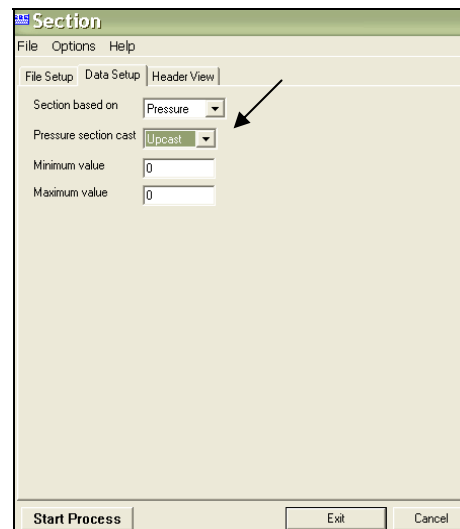 Section
File Options Help
File Setup Data Setup Header View
Section based on Pressure
Pressure section cast Upcast
Minimum value 0
Maximum value 0
Start Process Exit Cancel